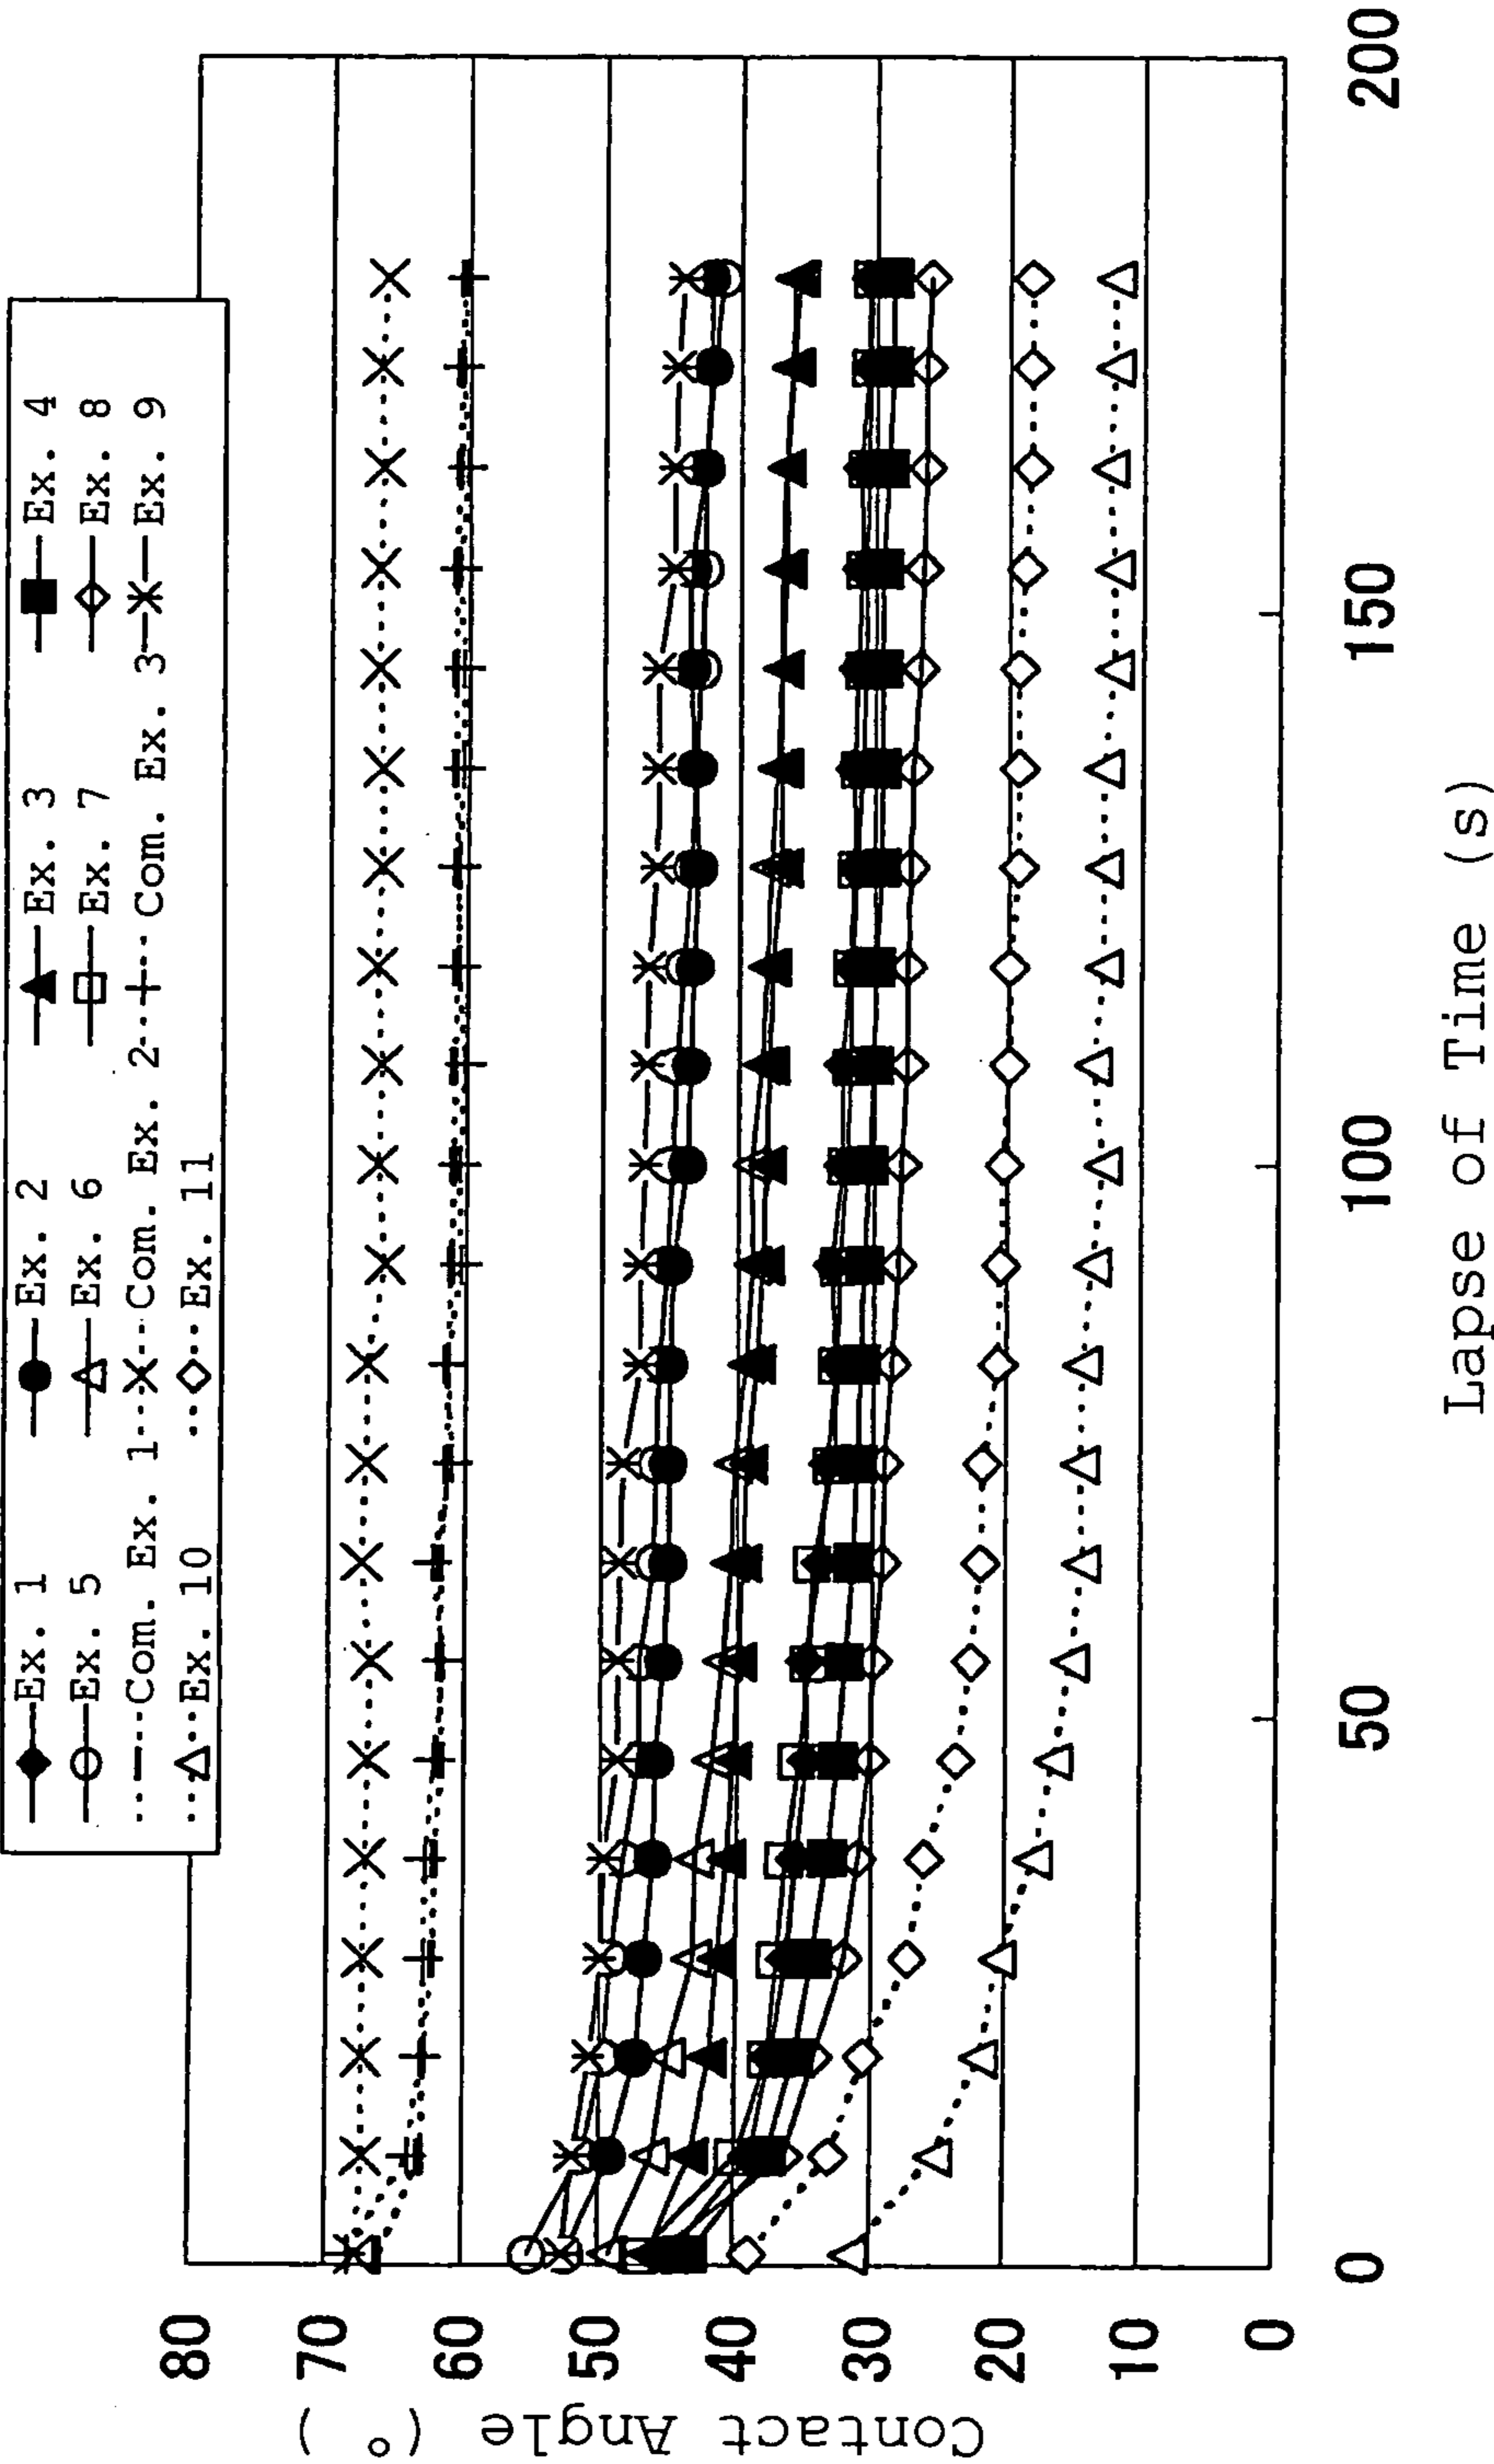 Ex. 1 Ex. 2 Ex. 3 Ex. 4
Ex. 5 Ex. 6 Ex. 7 Ex. 8
Com. Ex. 1 Com. Ex. 2 Com. Ex. 3 Ex. 9
Ex. 10 Ex. 11
Contact Angle (°)
80
70
60
50
40
30
20
10
0
0 50 100 150 200
Lapse of Time (s)